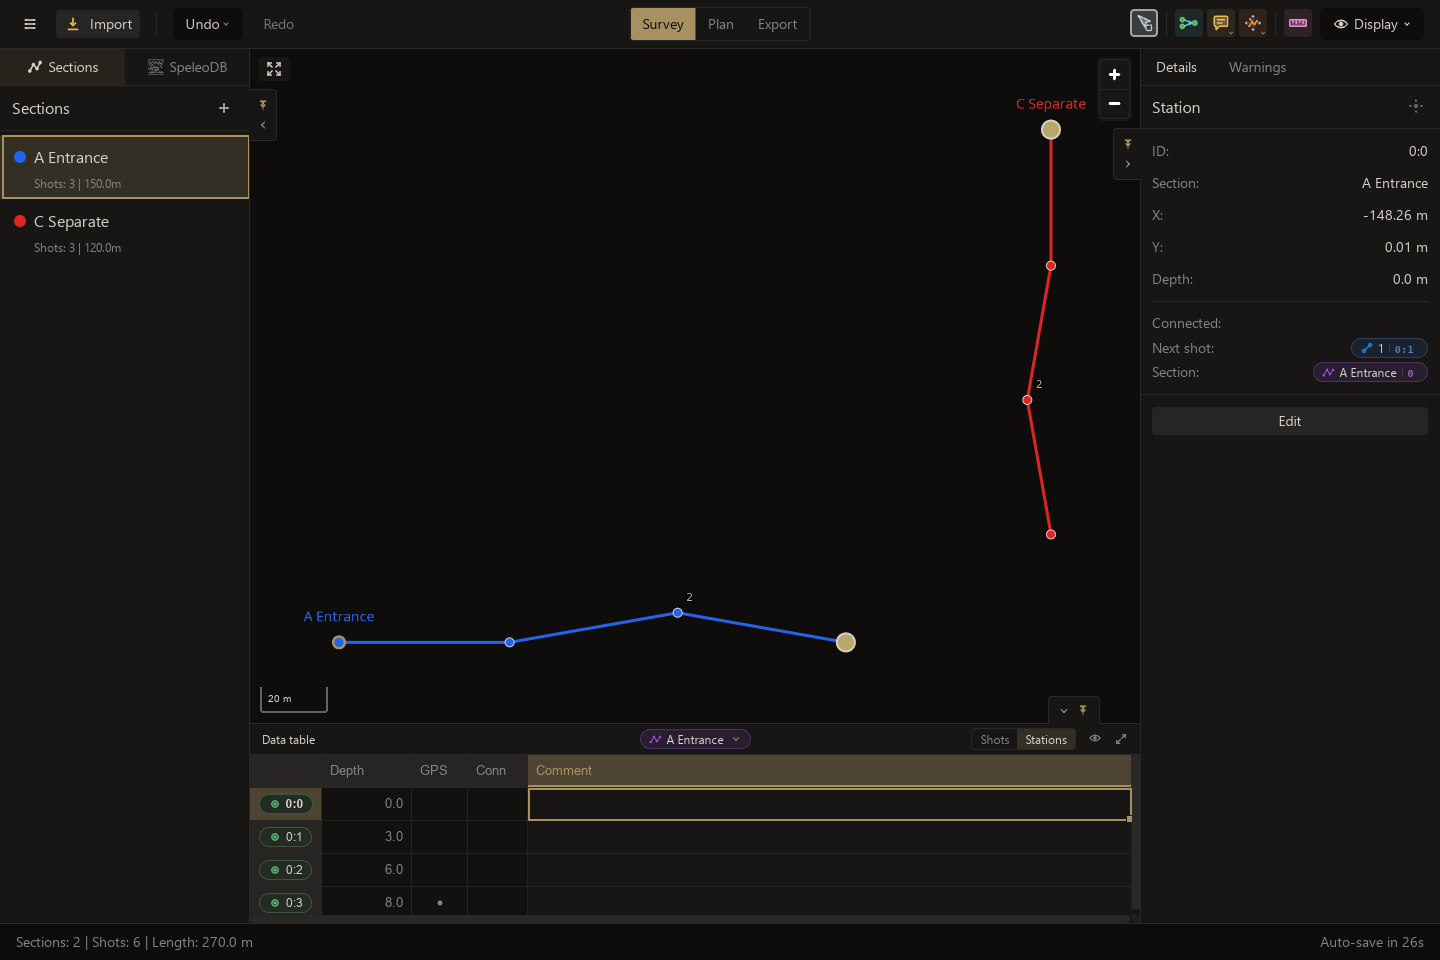 Import
Undo
Redo
Survey
Plan
Export
Display
Sections
SpeleoDB
Sections
A Entrance
Shots: 3 | 150.0m
C Separate
Shots: 3 | 120.0m
C Separate
2
A Entrance
2
20 m
Details
Warnings
Station
ID: 0:0
Section: A Entrance
X: -148.26 m
Y: 0.01 m
Depth: 0.0 m
Connected:
Next shot: 1 | 0:1
Section: A Entrance | 0
Edit
Data table
A Entrance
Shots
Stations
Depth GPS Conn Comment
0:0 0.0
0:1 3.0
0:2 6.0
0:3 8.0
Sections: 2 | Shots: 6 | Length: 270.0 m
Auto-save in 26s